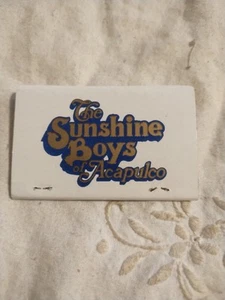 The
Sunshine
Boys
of Acapulco